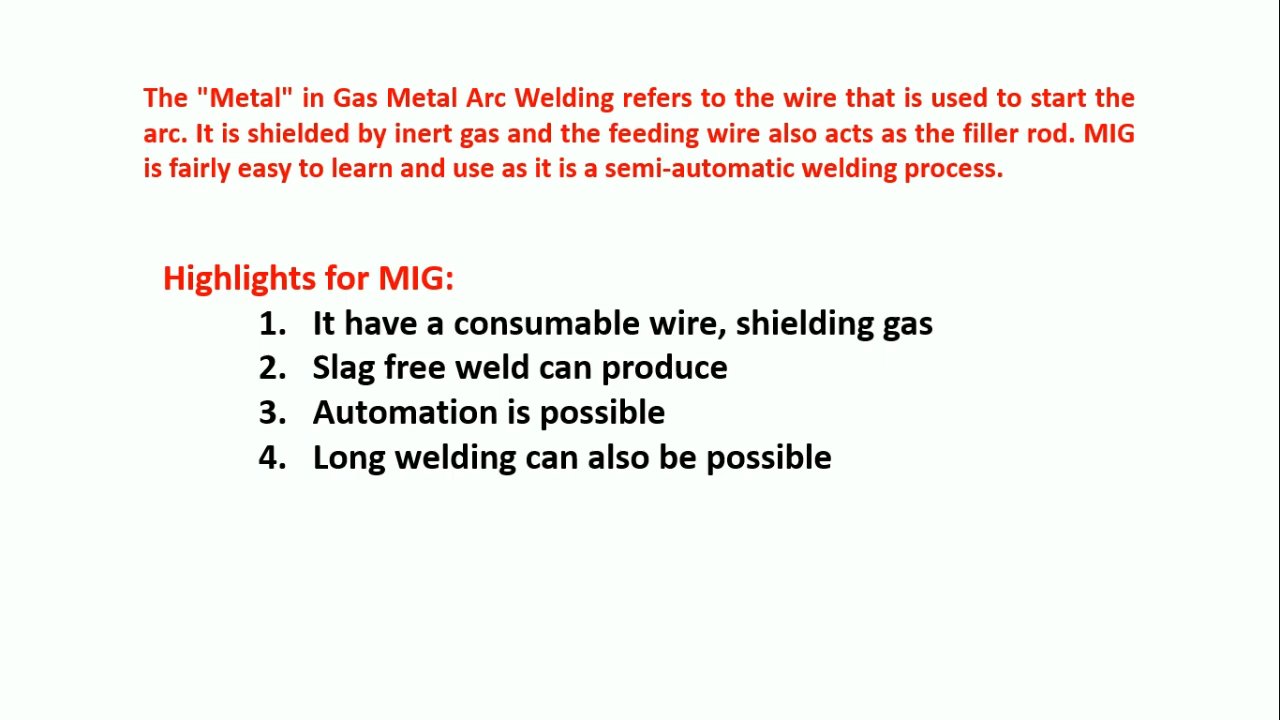 The "Metal" in Gas Metal Arc Welding refers to the wire that is used to start the
arc. It is shielded by inert gas and the feeding wire also acts as the filler rod. MIG
is fairly easy to learn and use as it is a semi-automatic welding process.
Highlights for MIG:
1. It have a consumable wire, shielding gas
2. Slag free weld can produce
3. Automation is possible
4. Long welding can also be possible